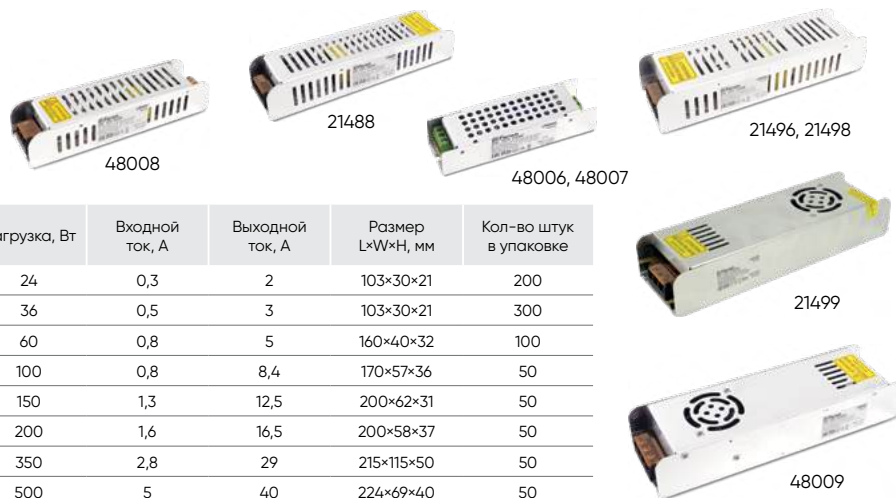 21488
48008
48006, 48007
21496, 21498
21499
48009
агрузка, Вт Входной ток, А Выходной ток, А Размер L×W×H, мм Кол-во штук в упаковке
24 0,3 2 103×30×21 200
36 0,5 3 103×30×21 300
60 0,8 5 160×40×32 100
100 0,8 8,4 170×57×36 50
150 1,3 12,5 200×62×31 50
200 1,6 16,5 200×58×37 50
350 2,8 29 215×115×50 50
500 5 40 224×69×40 50